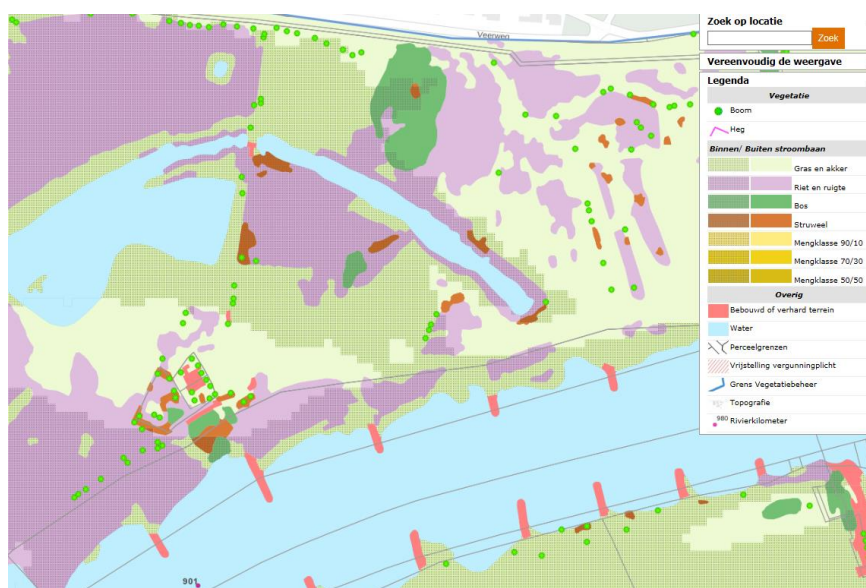 Veerweg
Zoek op locatie
Zoek
Vereenvoudig de weergave
Legenda
Vegetatie
Boom
Heg
Binnen/ Buiten stroombaan
Gras en akker
Riet en ruigte
Bos
Struweel
Mengklasse 90/10
Mengklasse 70/30
Mengklasse 50/50
Overig
Bebouwd of verhard terrein
Water
Perceelgrenzen
Vrijstelling vergunningplicht
Grens Vegetatiebeheer
Topografie
980 Rivierkilometer
901